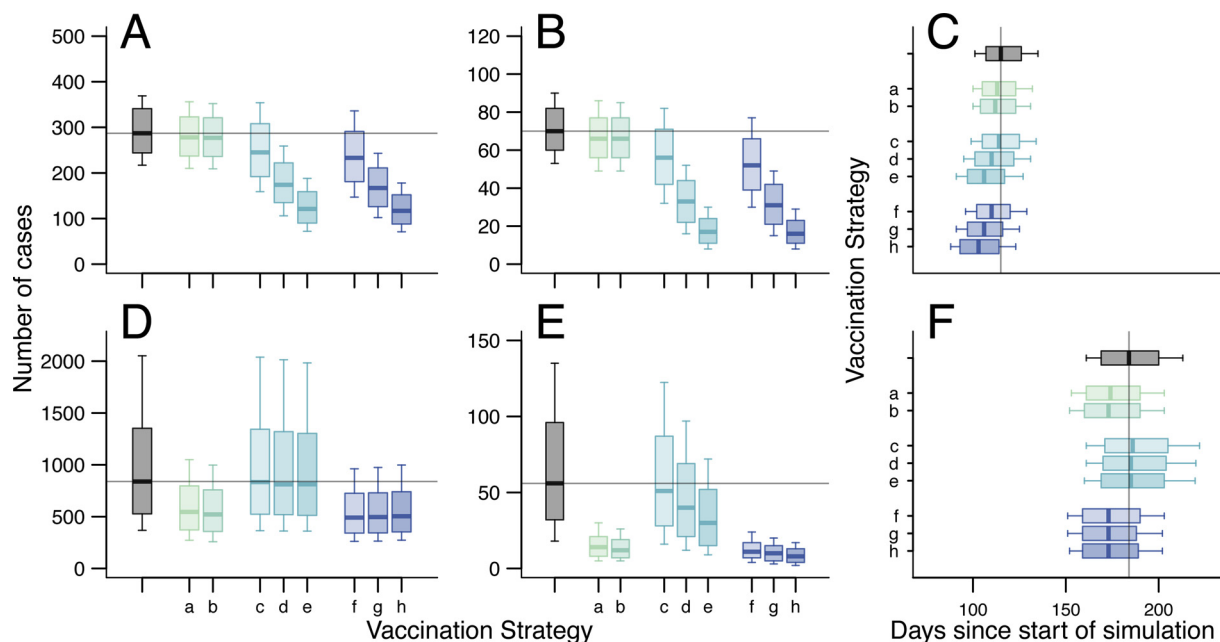 A
B
C
500
400
300
200
100
0
120
100
80
60
40
20
0
a
b
c
d
e
f
g
h
Number of cases
Vaccination Strategy
D
E
F
2000
1500
1000
500
0
150
100
50
0
a
b
c
d
e
f
g
h
a b c d e f g h
a b c d e f g h
100 150 200
Vaccination Strategy
Days since start of simulation